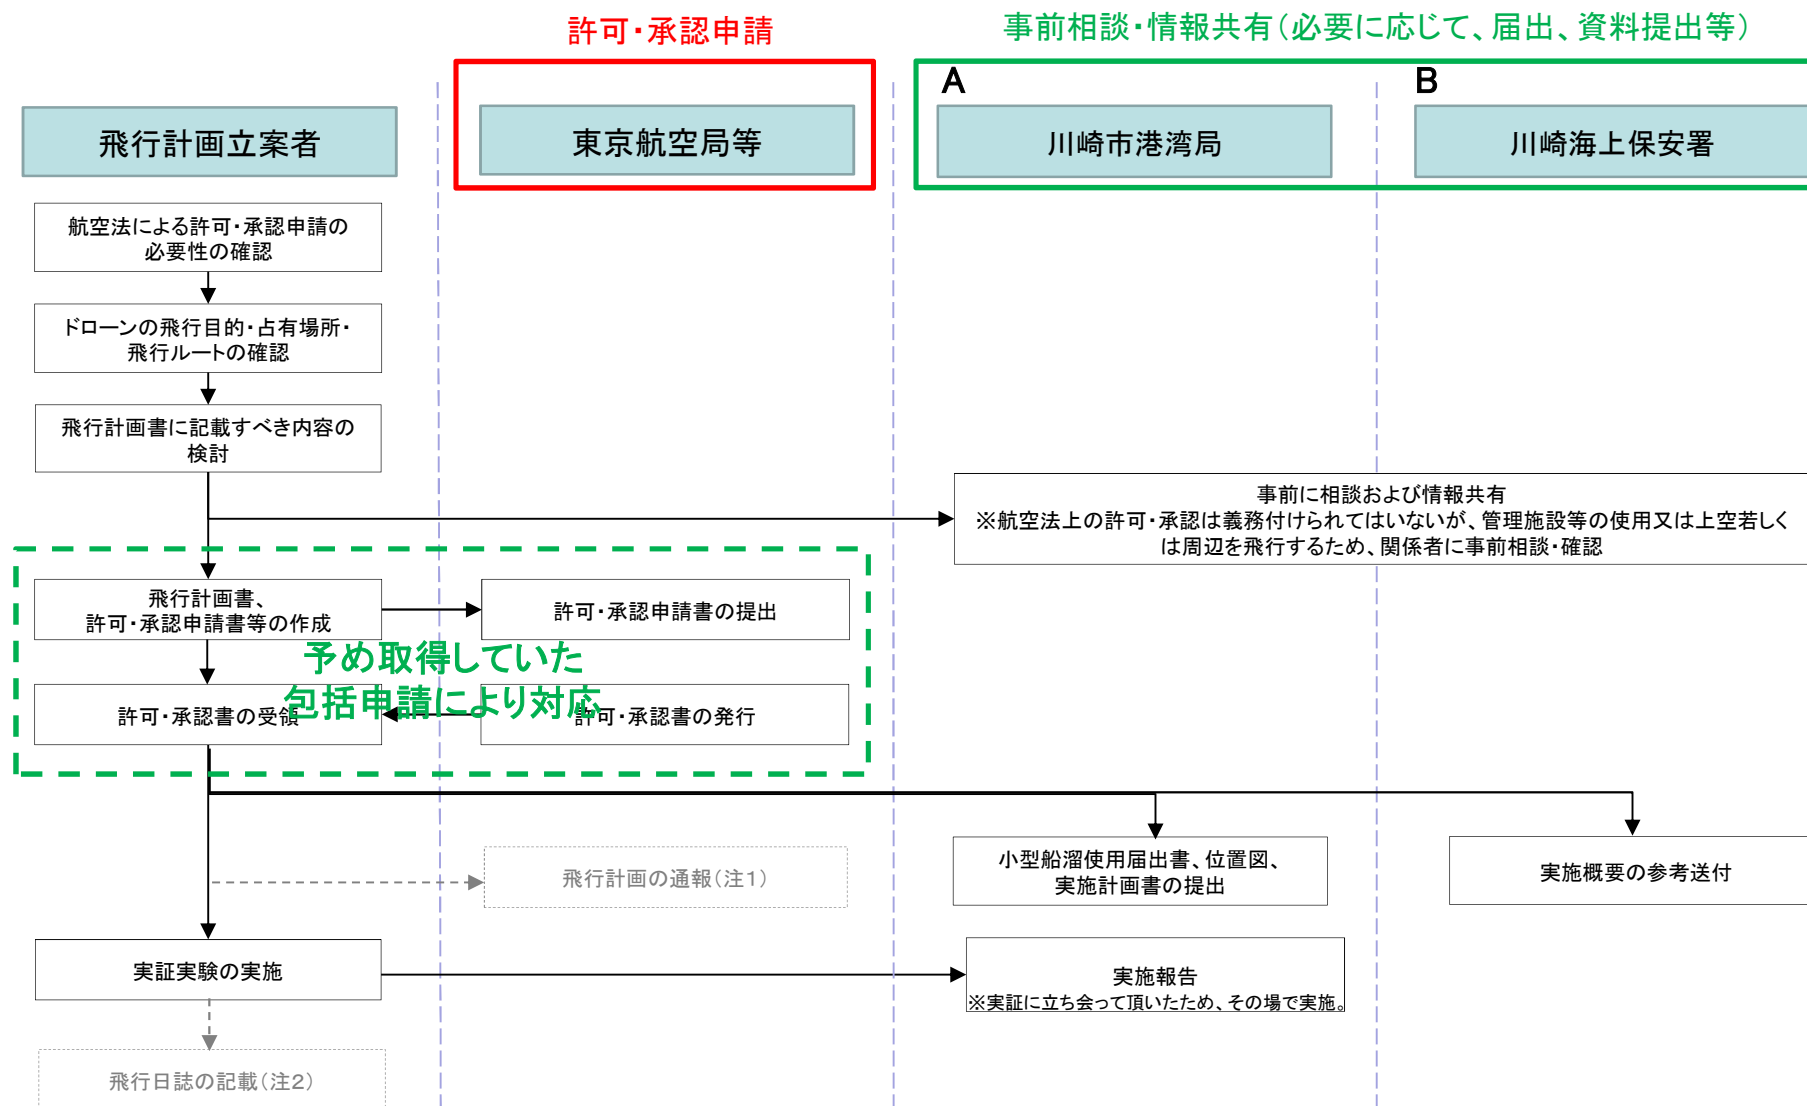 許可・承認申請
事前相談・情報共有（必要に応じて、届出、資料提出等）
A
B
飛行計画立案者
東京航空局等
川崎市港湾局
川崎海上保安署
航空法による許可・承認申請の
必要性の確認
ドローンの飛行目的・占有場所・
飛行ルートの確認
飛行計画書に記載すべき内容の
検討
事前に相談および情報共有
※航空法上の許可・承認は義務付けられてはいないが、管理施設等の使用又は上空若しく
は周辺を飛行するため、関係者に事前相談・確認
飛行計画書、
許可・承認申請書等の作成
許可・承認申請書の提出
予め取得していた
包括申請により対応
許可・承認書の受領
許可・承認書の発行
飛行計画の通報（注1）
小型船溜使用届出書、位置図、
実施計画書の提出
実施概要の参考送付
実証実験の実施
実施報告
※実証に立ち会って頂いたため、その場で実施。
飛行日誌の記載（注2）